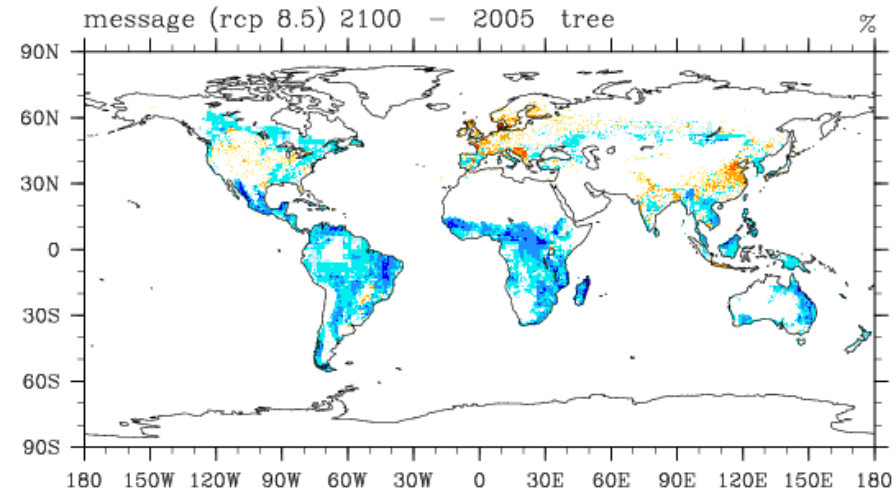 message (rcp 8.5) 2100 − 2005 tree %
90N
60N
30N
0
30S
60S
90S
180 150W 120W 90W 60W 30W 0 30E 60E 90E 120E 150E 180